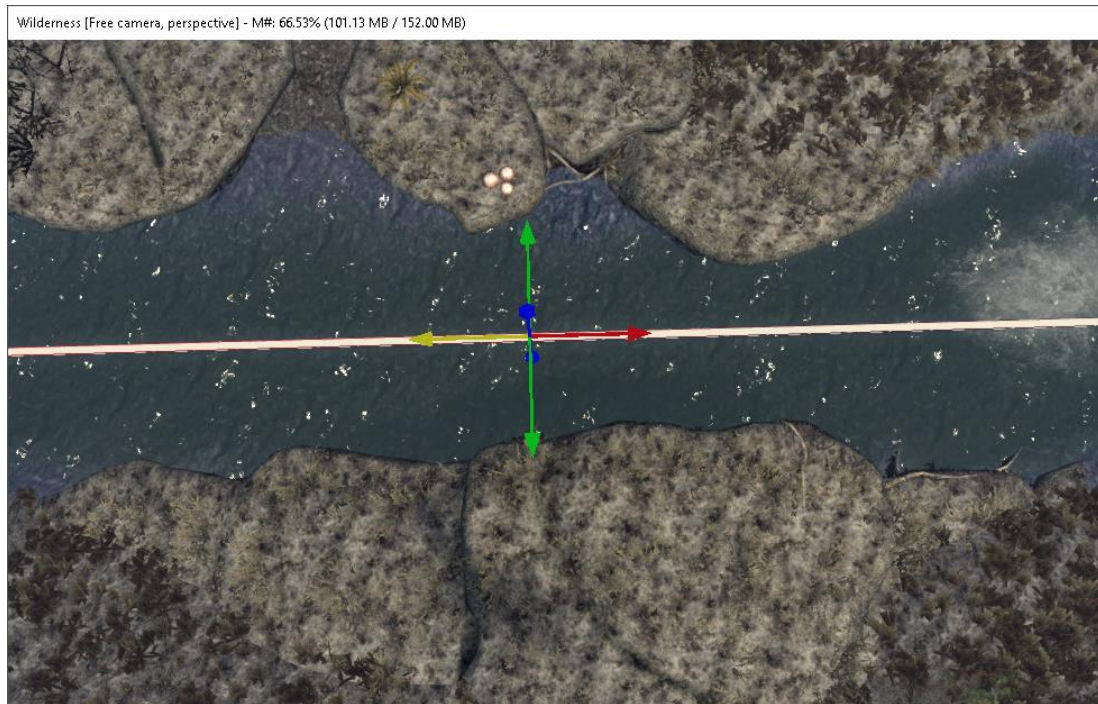 Wilderness [Free camera, perspective] - M#: 66.53% (101.13 MB / 152.00 MB)